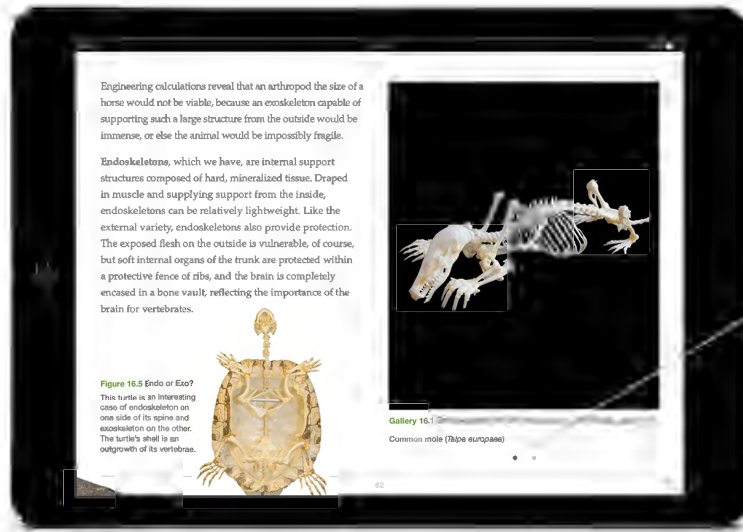 Engineering calculations reveal that an arthropod the size of a
horse would not be viable, because an exoskeleton capable of
supporting such a large structure from the outside would be
immense, or else the animal would be impossibly fragile.
Endoskeletons, which we have, are internal support
structures composed of hard, mineralized tissue. Draped
in muscle and supplying support from the inside,
endoskeletons can be relatively lightweight. Like the
external variety, endoskeletons also provide protection.
The exposed flesh on the outside is vulnerable, of course,
but soft internal organs of the trunk are protected within
a protective fence of ribs, and the brain is completely
encased in a bone vault, reflecting the importance of the
brain for vertebrates.
Figure 16.5 Endo or Exo?
This turtle is an interesting
case of endoskeleton on
one side of its spine and
exoskeleton on the other.
The turtle's shell is an
outgrowth of its vertebrae.
Gallery 16.1
Common mole (Talpa europaea)
62